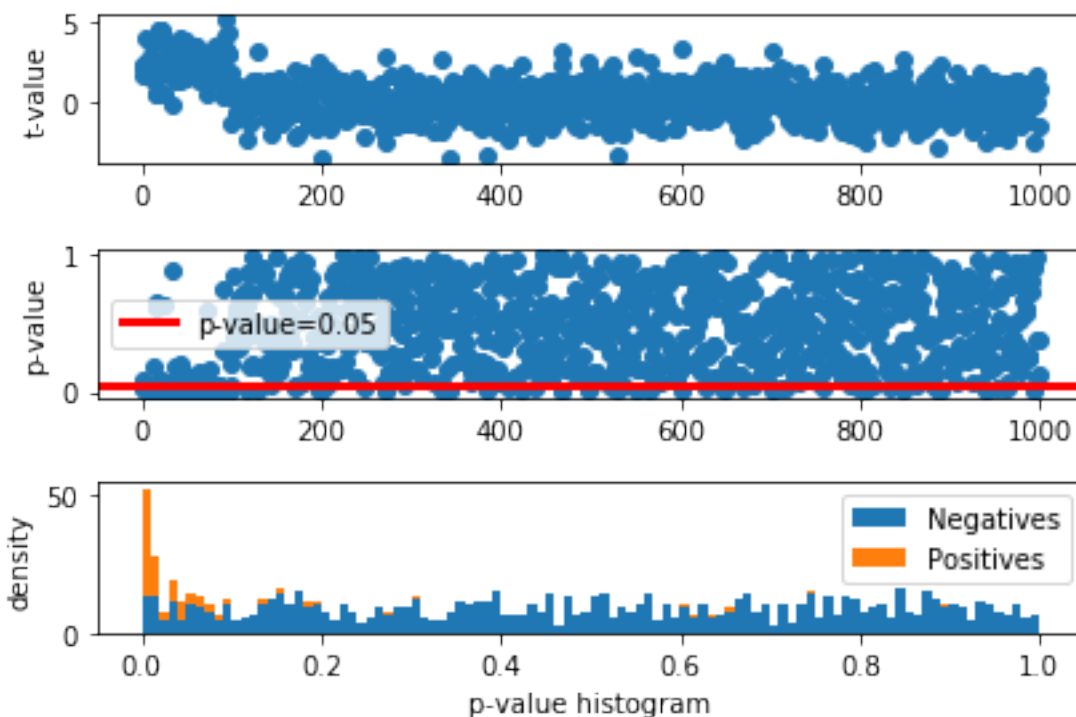 5
0
t-value
0 200 400 600 800 1000
1
0
p-value
p-value=0.05
0 200 400 600 800 1000
50
0
density
Negatives
Positives
0.0 0.2 0.4 0.6 0.8 1.0
p-value histogram